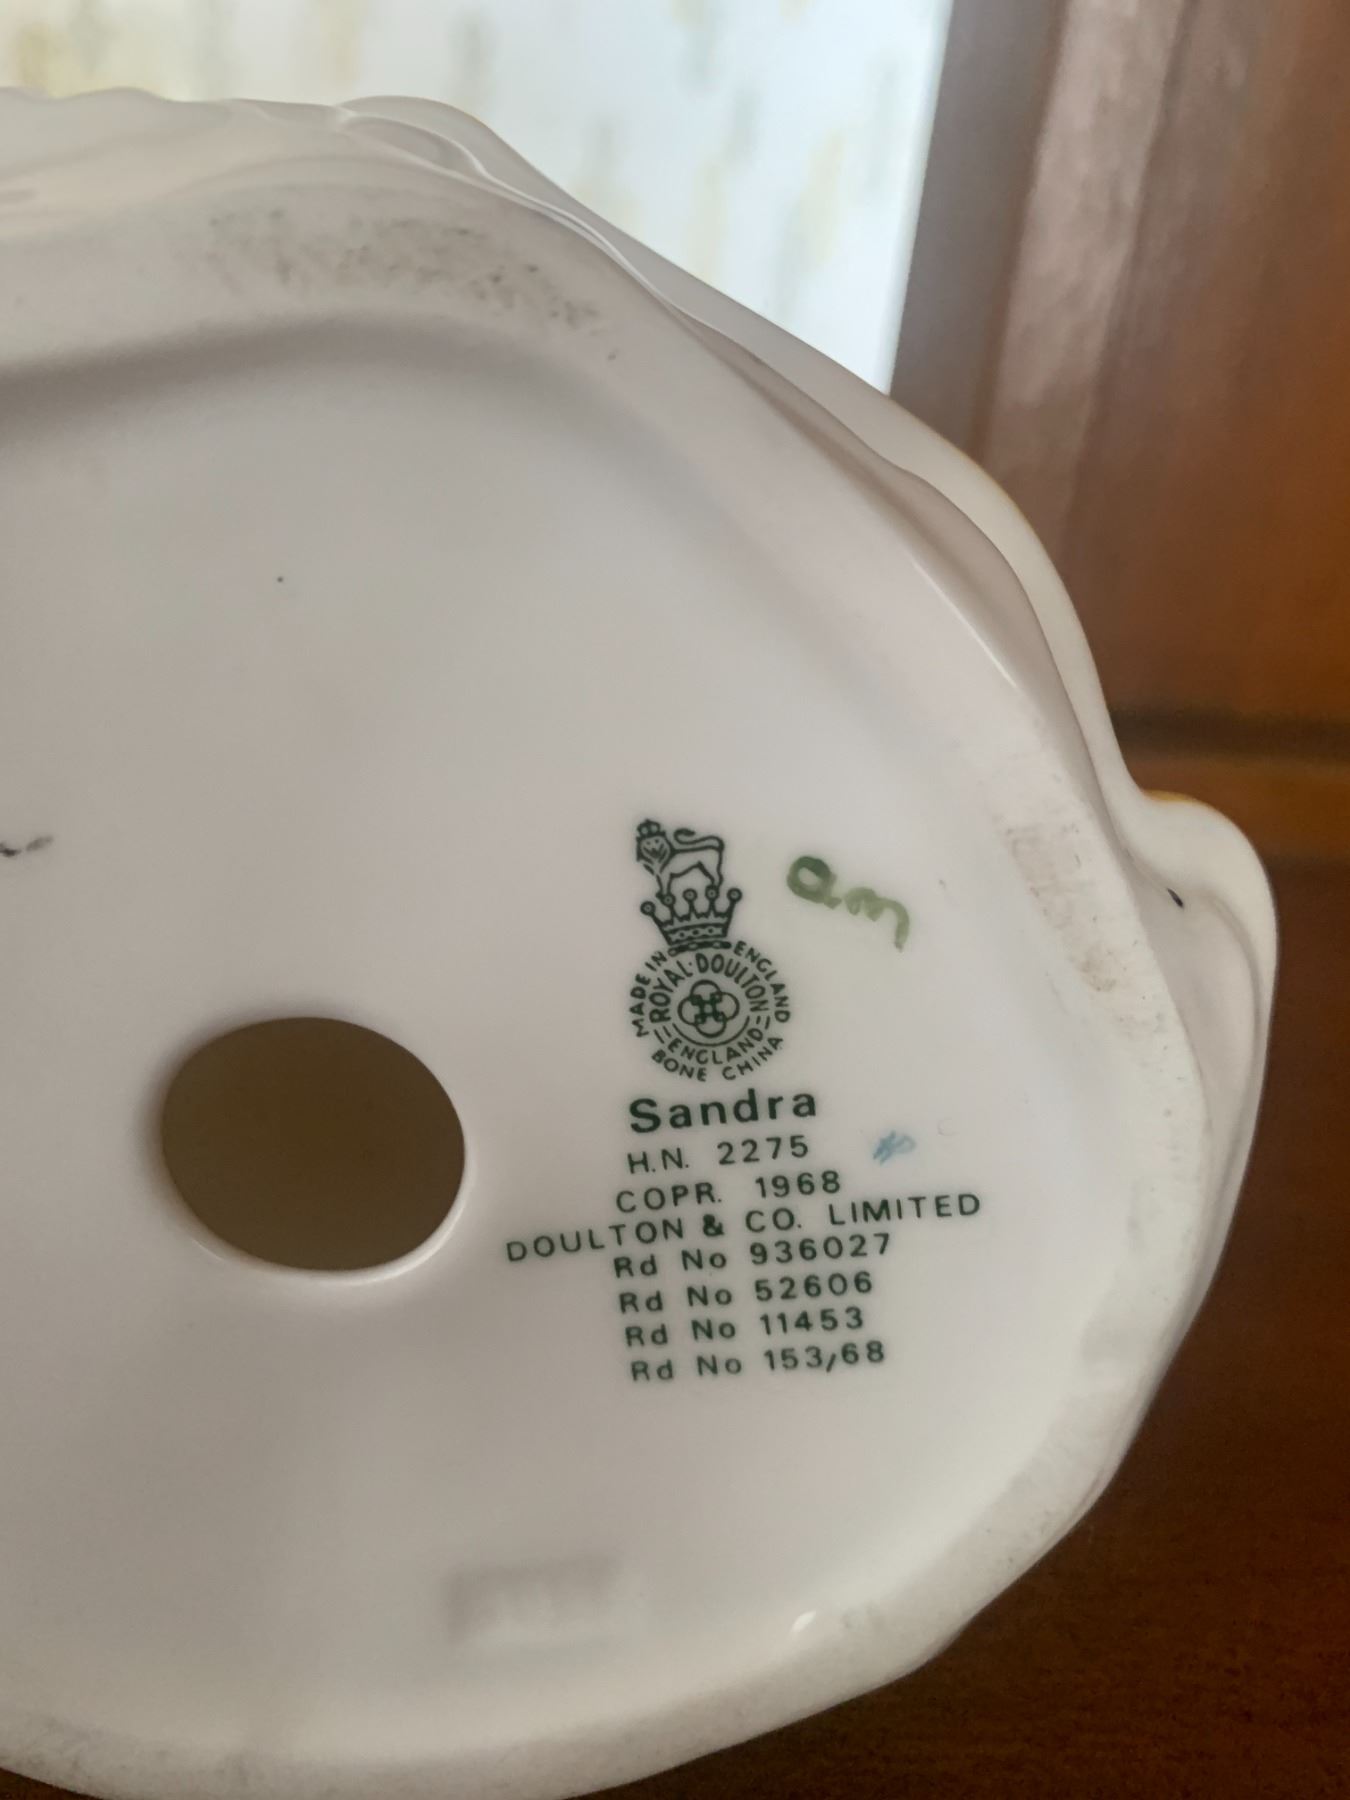 MADE IN ENGLAND
ROYAL·DOULTON
ENGLAND
BONE CHINA
Sandra
H.N. 2275
COPR. 1968
DOULTON & CO. LIMITED
Rd No 936027
Rd No 52606
Rd No 11453
Rd No 153/68